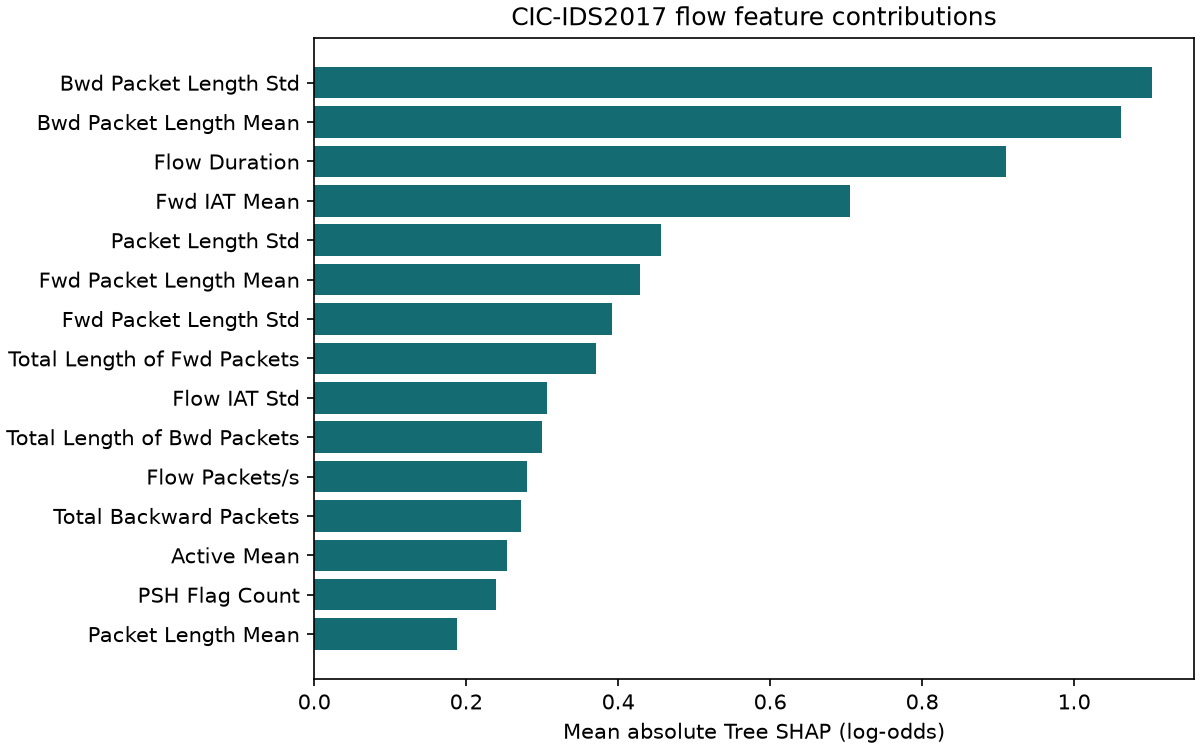 CIC-IDS2017 flow feature contributions
Bwd Packet Length Std
Bwd Packet Length Mean
Flow Duration
Fwd IAT Mean
Packet Length Std
Fwd Packet Length Mean
Fwd Packet Length Std
Total Length of Fwd Packets
Flow IAT Std
Total Length of Bwd Packets
Flow Packets/s
Total Backward Packets
Active Mean
PSH Flag Count
Packet Length Mean
0.0 0.2 0.4 0.6 0.8 1.0
Mean absolute Tree SHAP (log-odds)